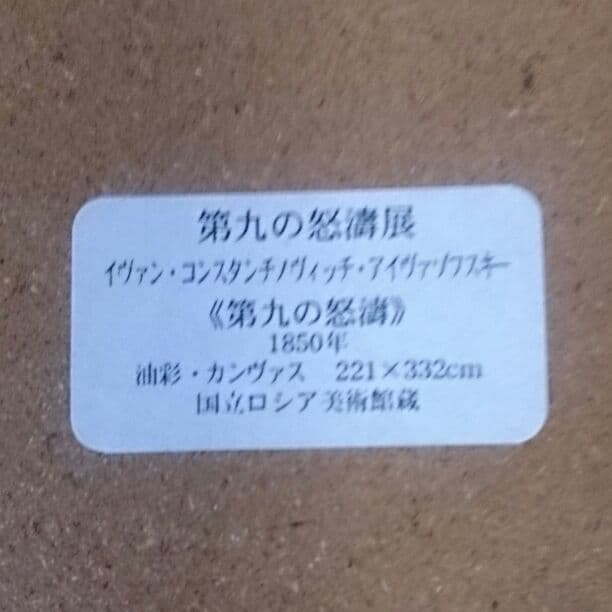 第九の怒濤展
イヴァン・コンスタンチノヴィッチ・アイヴァゾフスキー
《第九の怒濤》
1850年
油彩・カンヴァス 221×332cm
国立ロシア美術館蔵